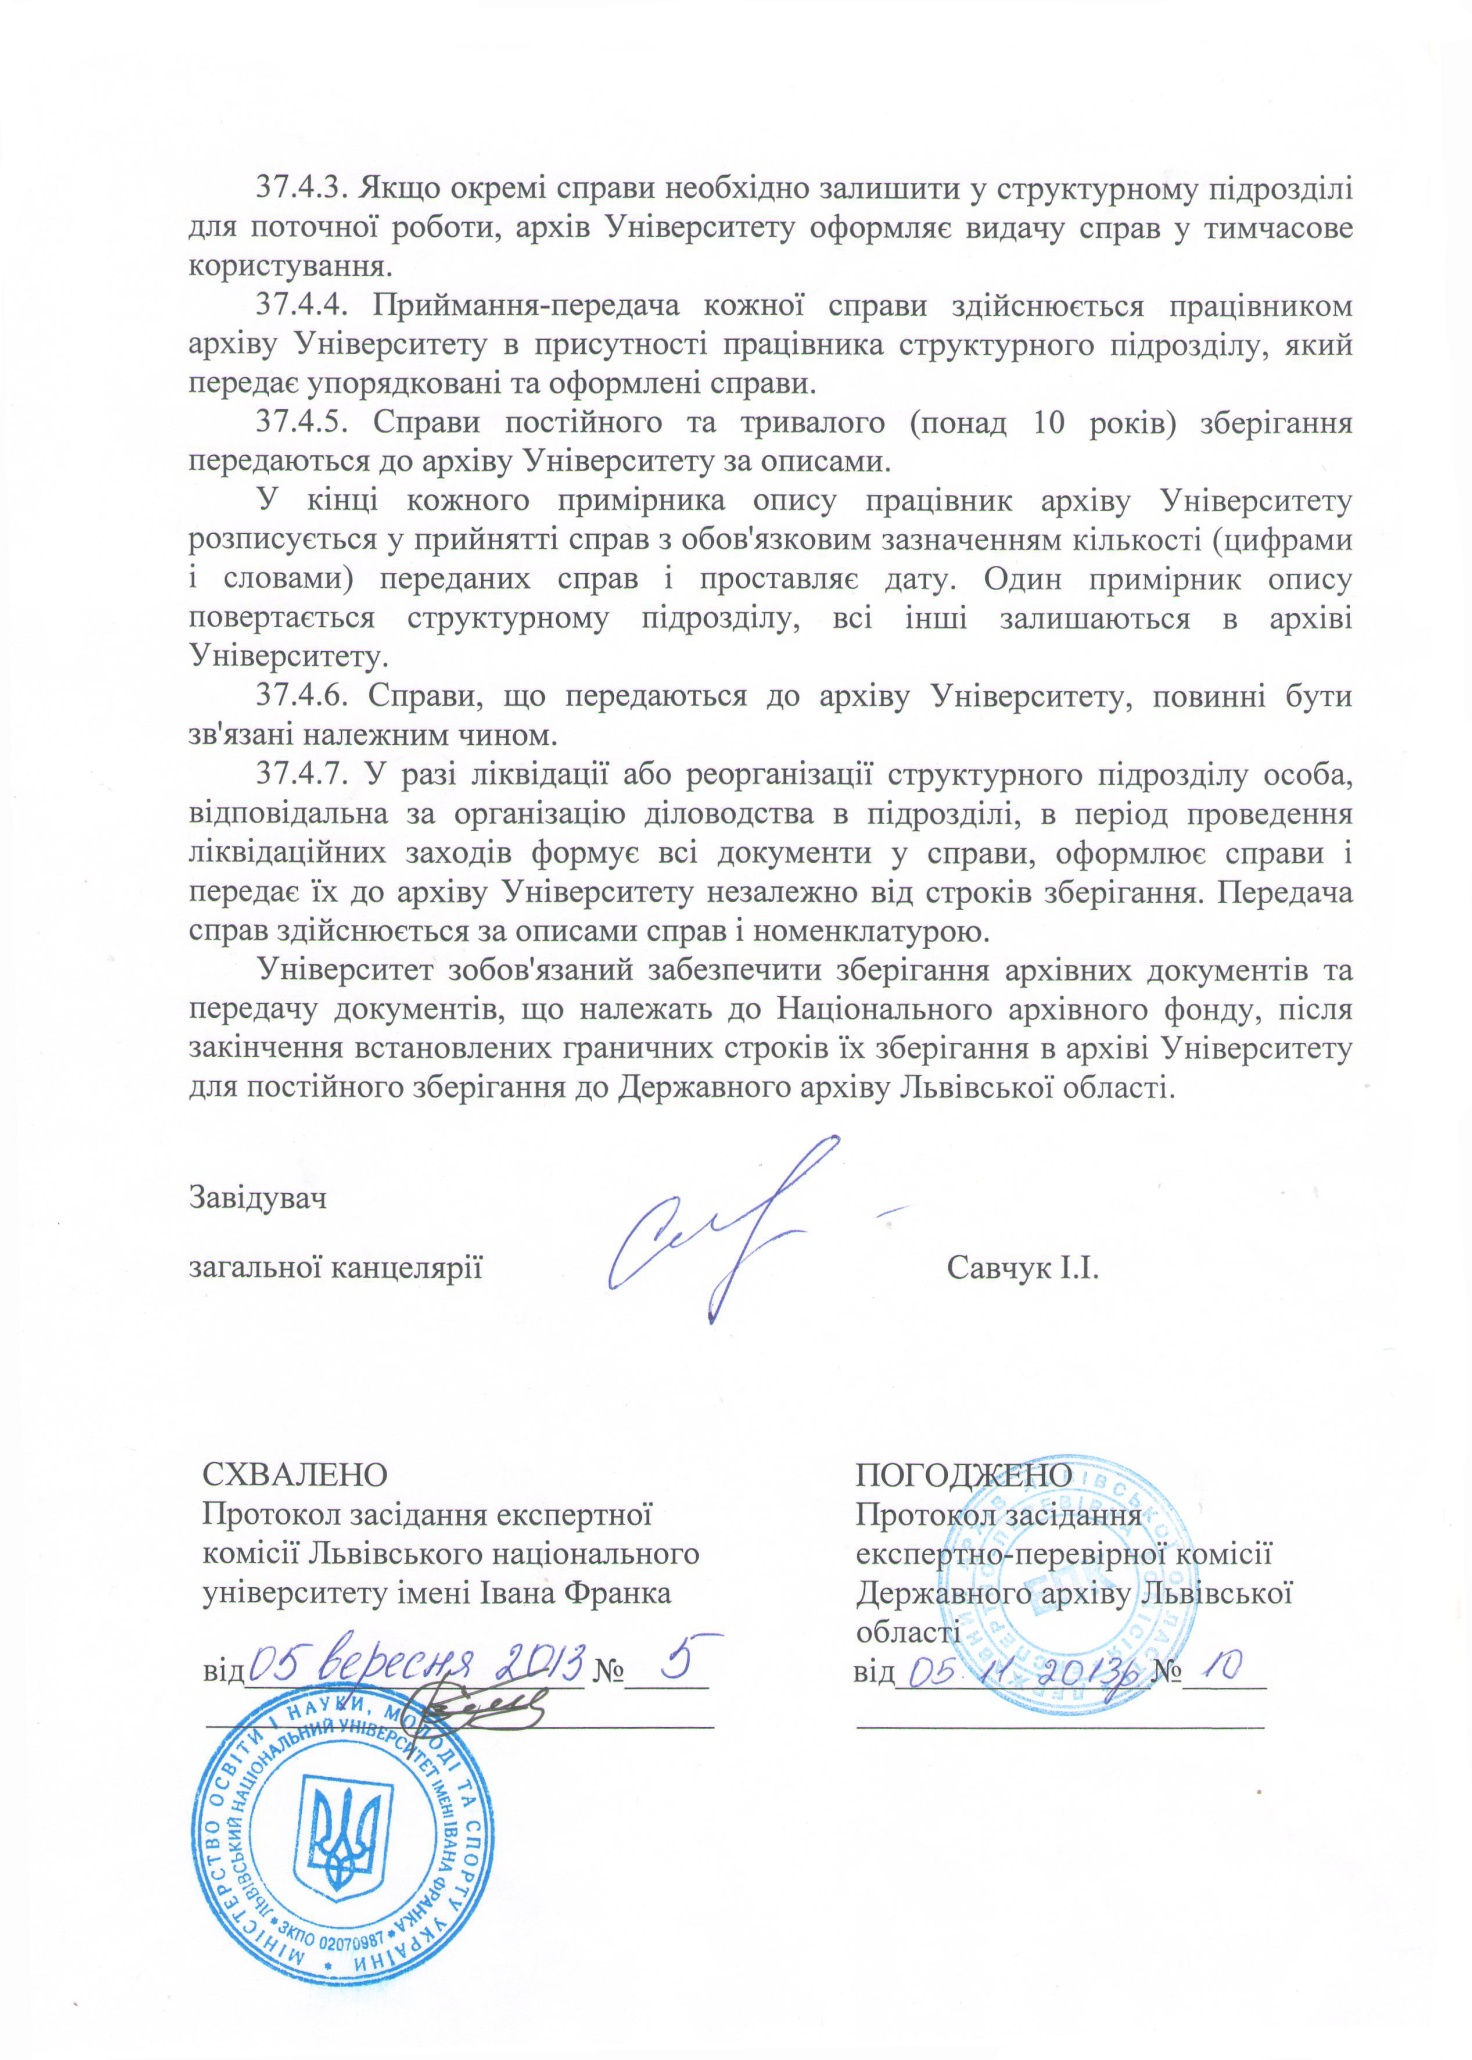 37.4.3. Якщо окремі справи необхідно залишити у структурному підрозділі
для поточної роботи, архів Університету оформляє видачу справ у тимчасове
користування.
37.4.4. Приймання-передача кожної справи здійснюється працівником
архіву Університету в присутності працівника структурного підрозділу, який
передає упорядковані та оформлені справи.
37.4.5. Справи постійного та тривалого (понад 10 років) зберігання
передаються до архіву Університету за описами.
У кінці кожного примірника опису працівник архіву Університету
розписується у прийнятті справ з обов'язковим зазначенням кількості (цифрами
і словами) переданих справ і проставляє дату. Один примірник опису
повертається структурному підрозділу, всі інші залишаються в архіві
Університету.
37.4.6. Справи, що передаються до архіву Університету, повинні бути
зв'язані належним чином.
37.4.7. У разі ліквідації або реорганізації структурного підрозділу особа,
відповідальна за організацію діловодства в підрозділі, в період проведення
ліквідаційних заходів формує всі документи у справи, оформлює справи і
передає їх до архіву Університету незалежно від строків зберігання. Передача
справ здійснюється за описами справ і номенклатурою.
Університет зобов'язаний забезпечити зберігання архівних документів та
передачу документів, що належать до Національного архівного фонду, після
закінчення встановлених граничних строків їх зберігання в архіві Університету
для постійного зберігання до Державного архіву Львівської області.
Завідувач
загальної канцелярії Савчук І.І.
СХВАЛЕНО
Протокол засідання експертної
комісії Львівського національного
університету імені Івана Франка
від 05 вересня 2013 № 5
ПОГОДЖЕНО
Протокол засідання
експертно-перевірної комісії
Державного архіву Львівської
області
від 05 11 2013р № 10
МІНІСТЕРСТВО ОСВІТИ І НАУКИ, МОЛОДІ ТА СПОРТУ УКРАЇНИ
ЛЬВІВСЬКИЙ НАЦІОНАЛЬНИЙ УНІВЕРСИТЕТ ІМЕНІ ІВАНА ФРАНКА
ЗКПО 02070987
ЕПК